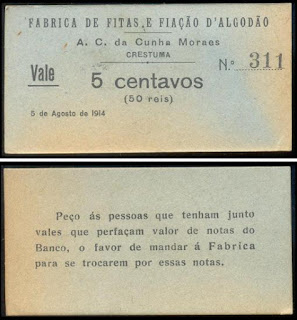 FABRICA DE FITAS E FIAÇÃO D'ALGODÃO
A. C. da Cunha Moraes
CRESTUMA
Vale
N.o 311
5 centavos
(50 reis)
5 de Agosto de 1914
Peço ás pessoas que tenham junto
vales que perfaçam valor de notas do
Banco, o favor de mandar á Fabrica
para se trocarem por essas notas.